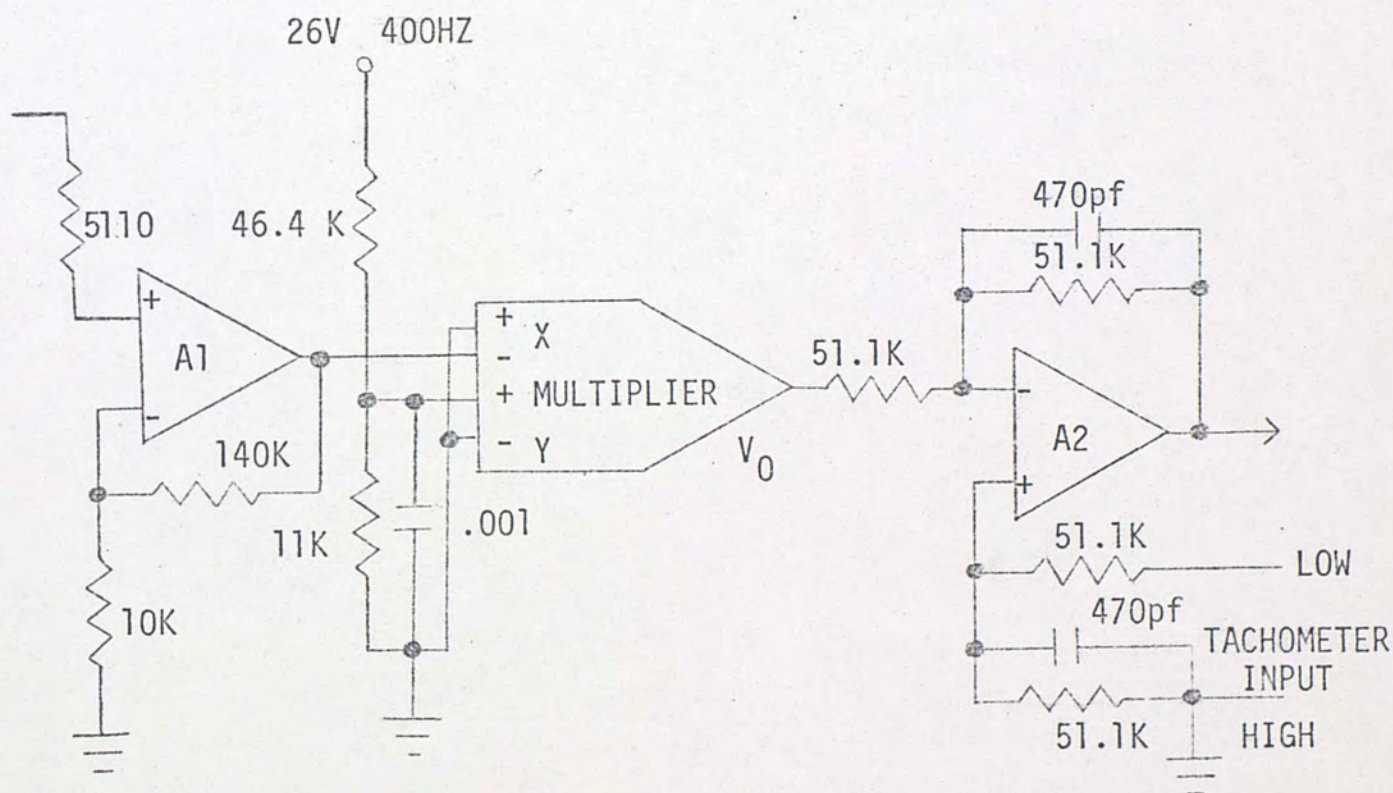 26V 400HZ
5110
46.4 K
+
A1
-
140K
10K
11K
.001
+ X
-
+ MULTIPLIER
- Y
V0
51.1K
470pf
51.1K
-
A2
+
51.1K
LOW
470pf
TACHOMETER
INPUT
51.1K
HIGH